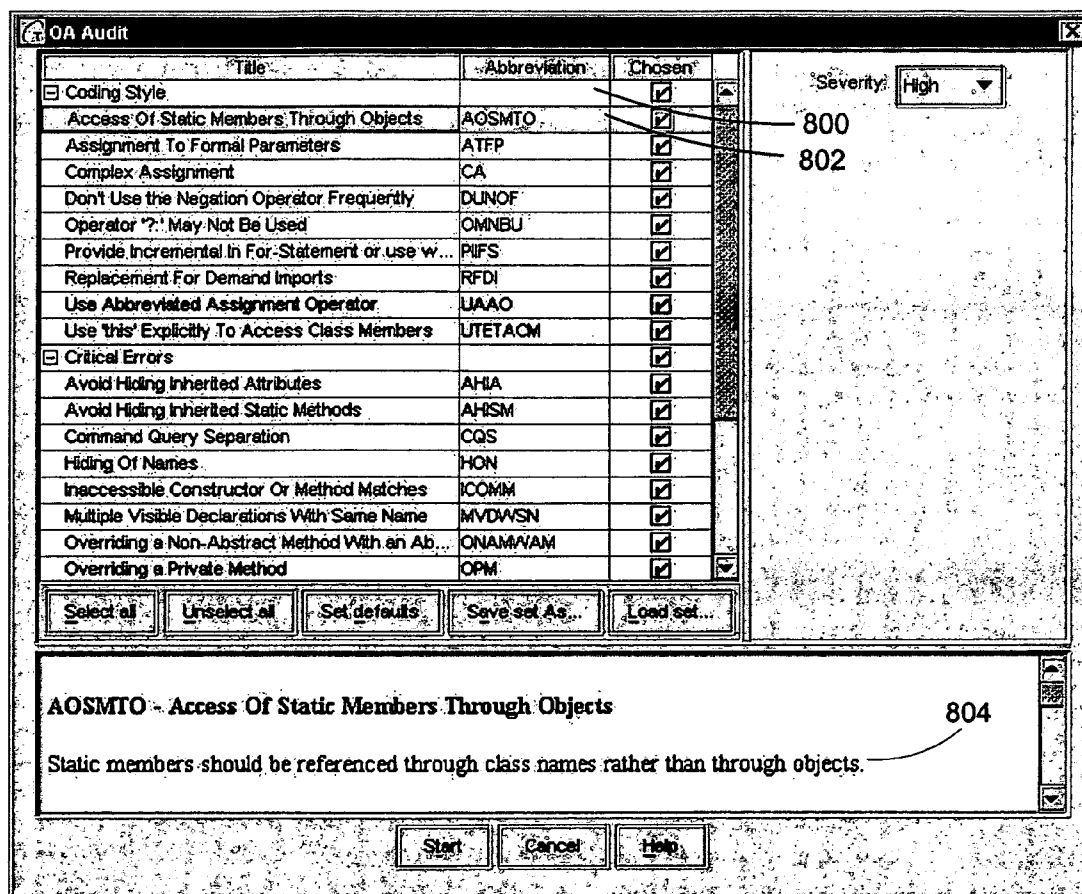 QA Audit
Title Abbreviation Chosen
Severity: High
Coding Style
800
Access Of Static Members Through Objects AOSMTO
802
Assignment To Formal Parameters ATFP
Complex Assignment CA
Don't Use the Negation Operator Frequently DUNOF
Operator '?:' May Not Be Used OMNBU
Provide Incremental In For-Statement or use w... PIIFS
Replacement For Demand Imports RFDI
Use Abbreviated Assignment Operator UAAO
Use 'this' Explicitly To Access Class Members UTETACM
Critical Errors
Avoid Hiding Inherited Attributes AHIA
Avoid Hiding Inherited Static Methods AHISM
Command Query Separation CQS
Hiding Of Names HON
Inaccessible Constructor Or Method Matches ICOMM
Multiple Visible Declarations With Same Name MVDWSN
Overriding a Non-Abstract Method With an Ab... ONAMWAM
Overriding a Private Method OPM
Select all Unselect all Set defaults Save set As... Load set...
AOSMTO - Access Of Static Members Through Objects
804
Static members should be referenced through class names rather than through objects.
Start Cancel Help